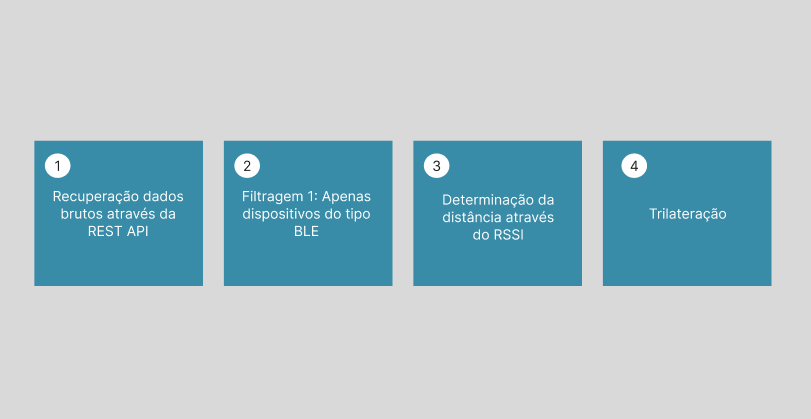 1
Recuperação dados
brutos através da
REST API
2
Filtragem 1: Apenas
dispositivos do tipo
BLE
3
Determinação da
distância através
do RSSI
4
Trilateração